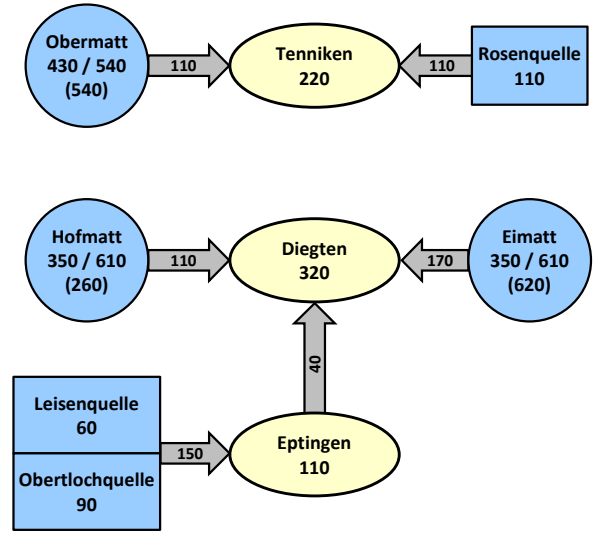 Obermatt
430 / 540
(540)
110
Tenniken
220
110
Rosenquelle
110
Hofmatt
350 / 610
(260)
110
Diegten
320
170
Eimatt
350 / 610
(620)
40
Leisenquelle
60
Obertlochquelle
90
150
Eptingen
110